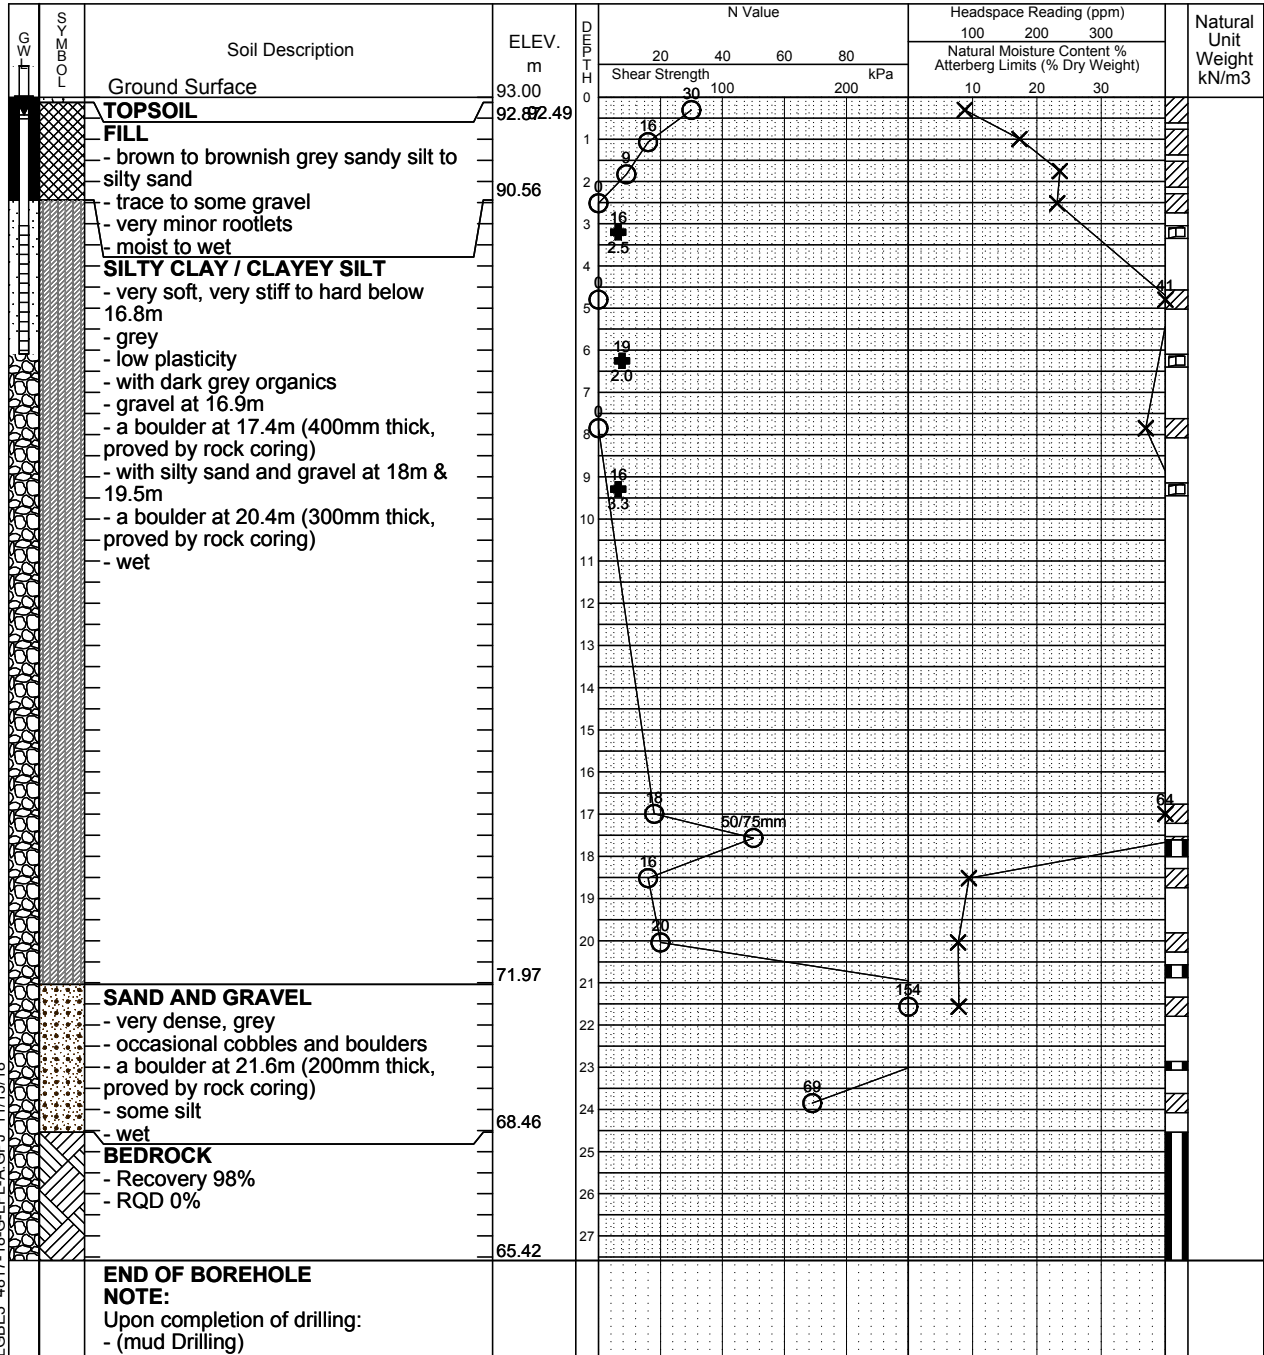 GWL
SYMBOL
Soil Description
ELEV.
m
DEPTH
N Value
20 40 60 80
Shear Strength kPa
100 200
Headspace Reading (ppm)
100 200 300
Natural Moisture Content %
Atterberg Limits (% Dry Weight)
10 20 30
Natural
Unit
Weight
kN/m3
Ground Surface
93.00
TOPSOIL
92.87
92.49
FILL
- brown to brownish grey sandy silt to
silty sand
90.56
- trace to some gravel
- very minor rootlets
- moist to wet
SILTY CLAY / CLAYEY SILT
- very soft, very stiff to hard below
16.8m
- grey
- low plasticity
- with dark grey organics
- gravel at 16.9m
- a boulder at 17.4m (400mm thick,
proved by rock coring)
- with silty sand and gravel at 18m &
19.5m
- a boulder at 20.4m (300mm thick,
proved by rock coring)
- wet
71.97
SAND AND GRAVEL
- very dense, grey
- occasional cobbles and boulders
- a boulder at 21.6m (200mm thick,
proved by rock coring)
- some silt
68.46
- wet
BEDROCK
- Recovery 98%
- RQD 0%
65.42
END OF BOREHOLE
NOTE:
Upon completion of drilling:
- (mud Drilling)
0
1
2
3
4
5
6
7
8
9
10
11
12
13
14
15
16
17
18
19
20
21
22
23
24
25
26
27
30
16
9
0
16
2.5
0
41
19
2.0
0
16
3.3
18
64
50/75mm
16
20
154
69